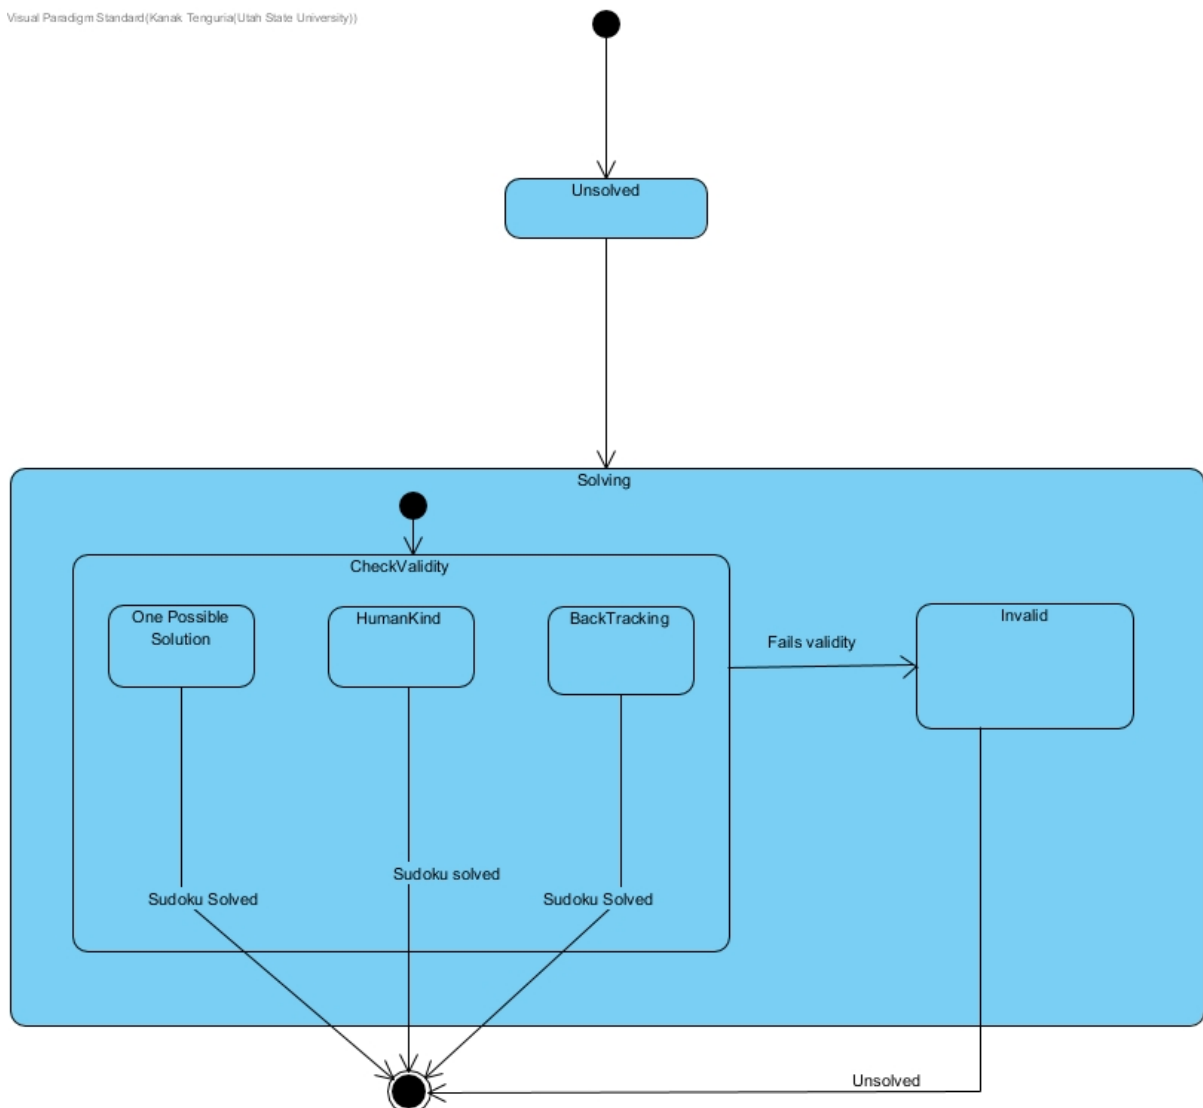 Visual Paradigm Standard(Kanak Tenguria(Utah State University))
Unsolved
Solving
CheckValidity
One Possible
Solution
HumanKind
BackTracking
Invalid
Fails validity
Sudoku solved
Sudoku Solved
Sudoku Solved
Unsolved